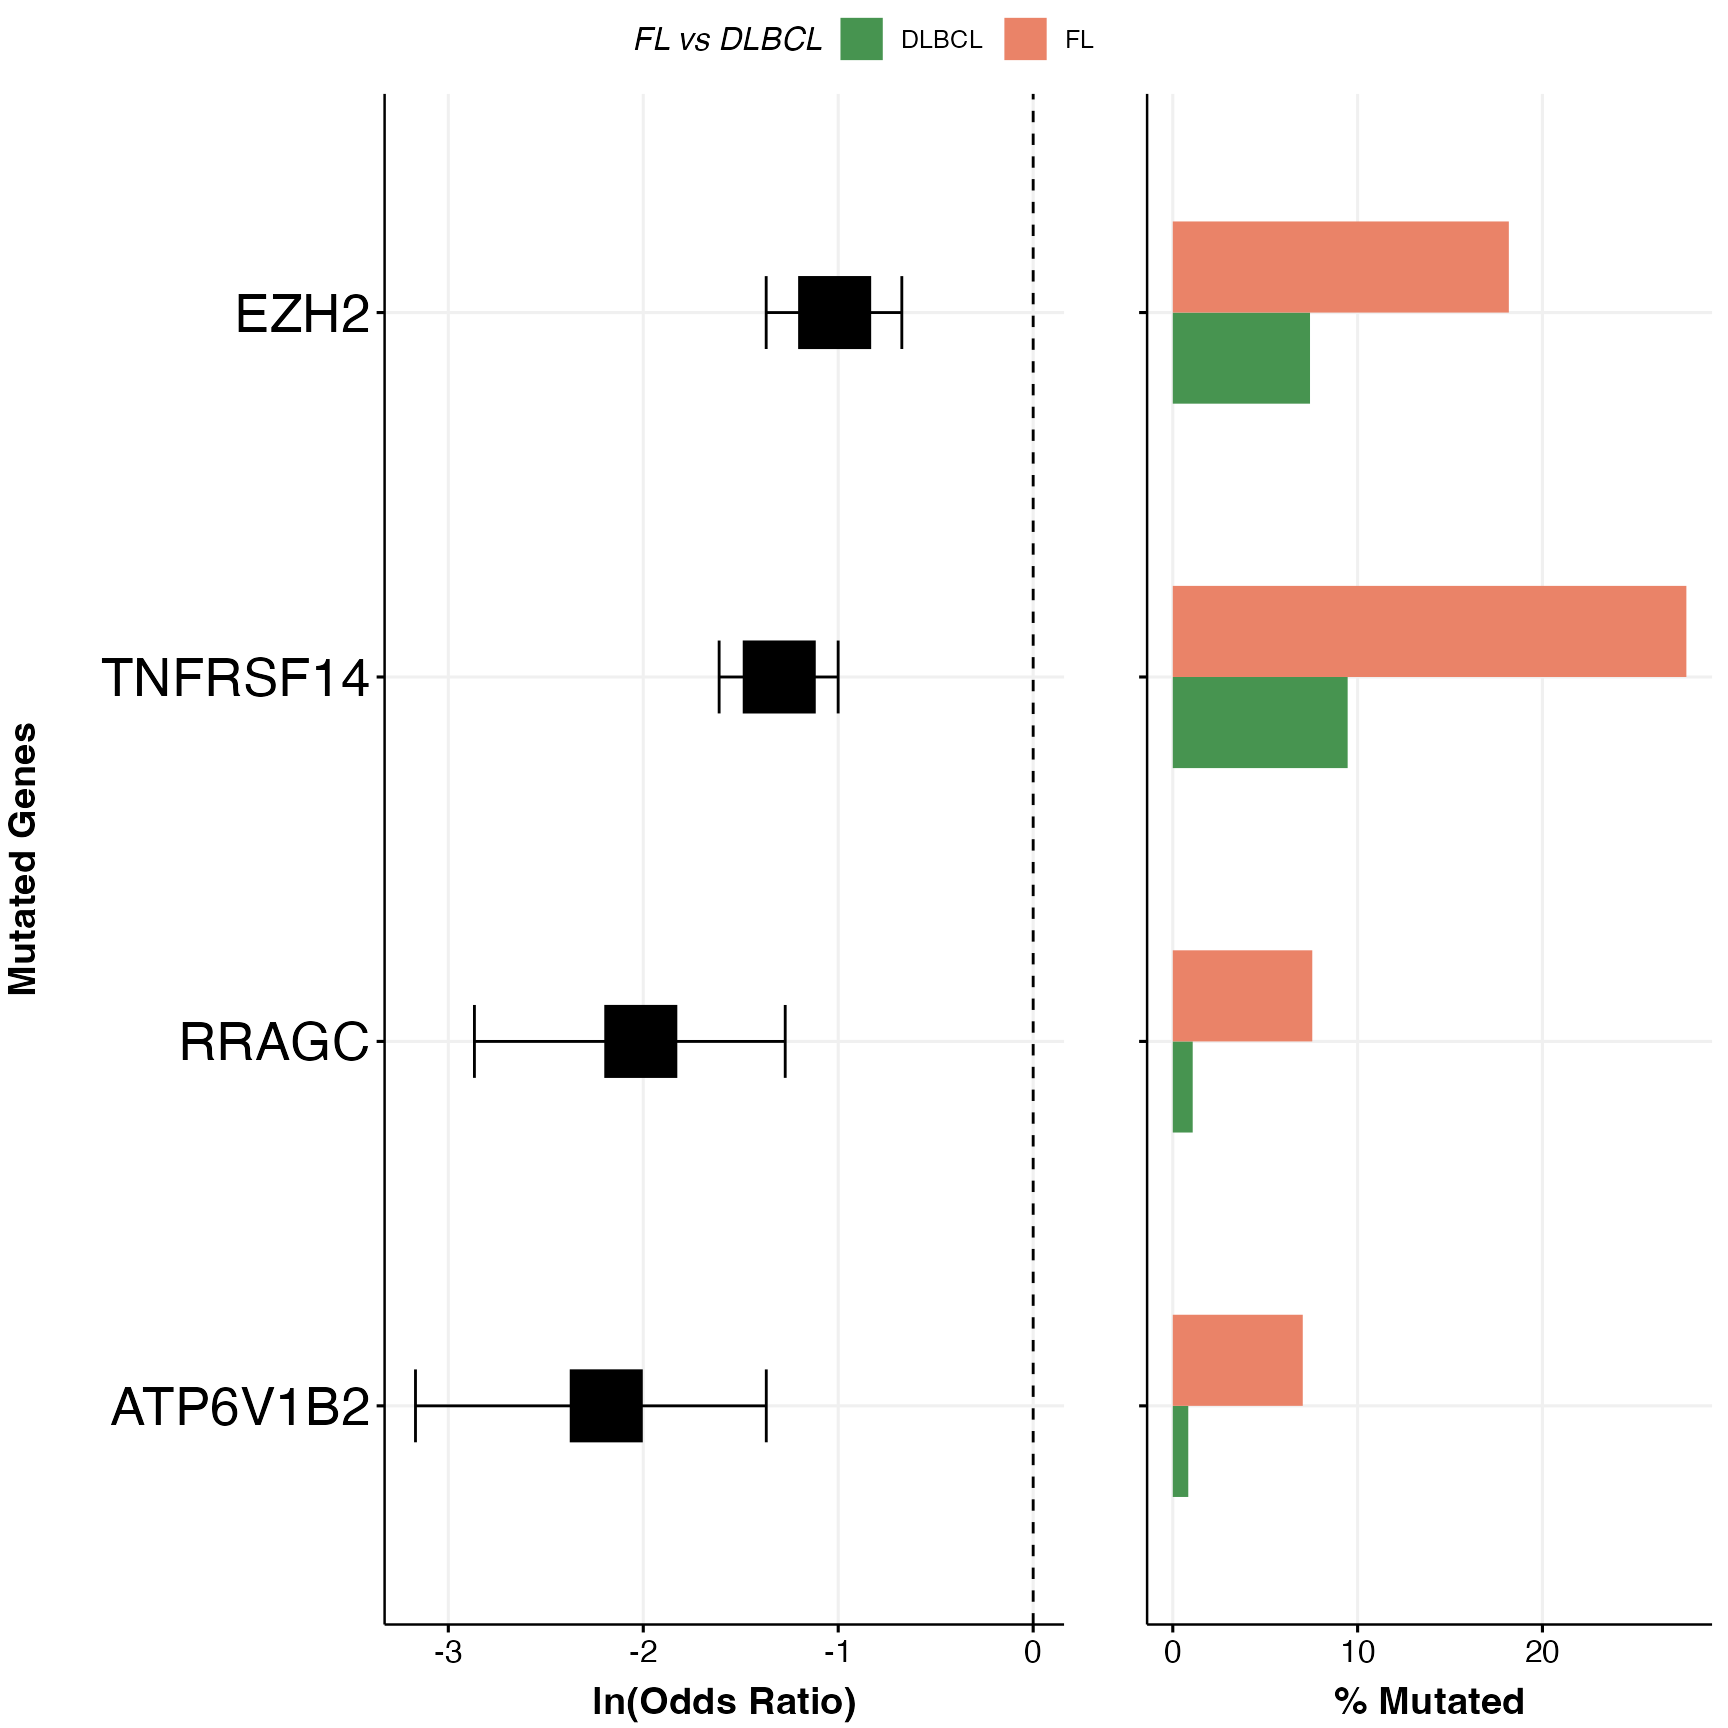 FL vs DLBCL DLBCL FL
EZH2
TNFRSF14
RRAGC
ATP6V1B2
Mutated Genes
-3 -2 -1 0
ln(Odds Ratio)
0 10 20
% Mutated